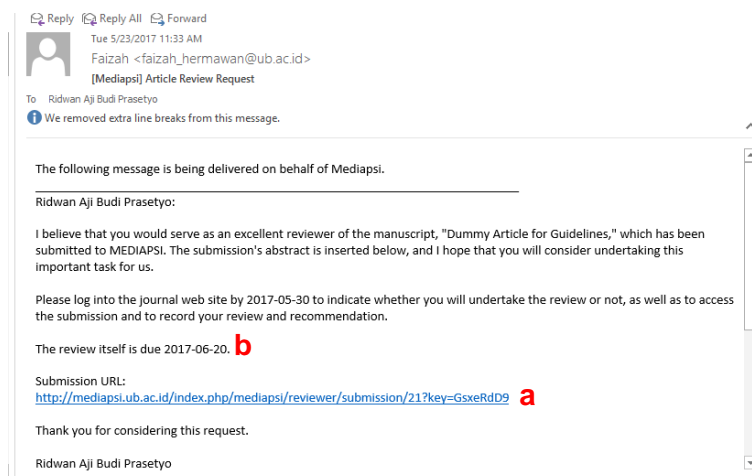 Reply Reply All Forward
Tue 5/23/2017 11:33 AM
Faizah <faizah_hermawan@ub.ac.id>
[Mediapsi] Article Review Request
To Ridwan Aji Budi Prasetyo
We removed extra line breaks from this message.
The following message is being delivered on behalf of Mediapsi.
Ridwan Aji Budi Prasetyo:
I believe that you would serve as an excellent reviewer of the manuscript, "Dummy Article for Guidelines," which has been
submitted to MEDIAPSI. The submission's abstract is inserted below, and I hope that you will consider undertaking this
important task for us.
Please log into the journal web site by 2017-05-30 to indicate whether you will undertake the review or not, as well as to access
the submission and to record your review and recommendation.
The review itself is due 2017-06-20. b
Submission URL:
http://mediapsi.ub.ac.id/index.php/mediapsi/reviewer/submission/21?key=GsxeRdD9 a
Thank you for considering this request.
Ridwan Aji Budi Prasetyo